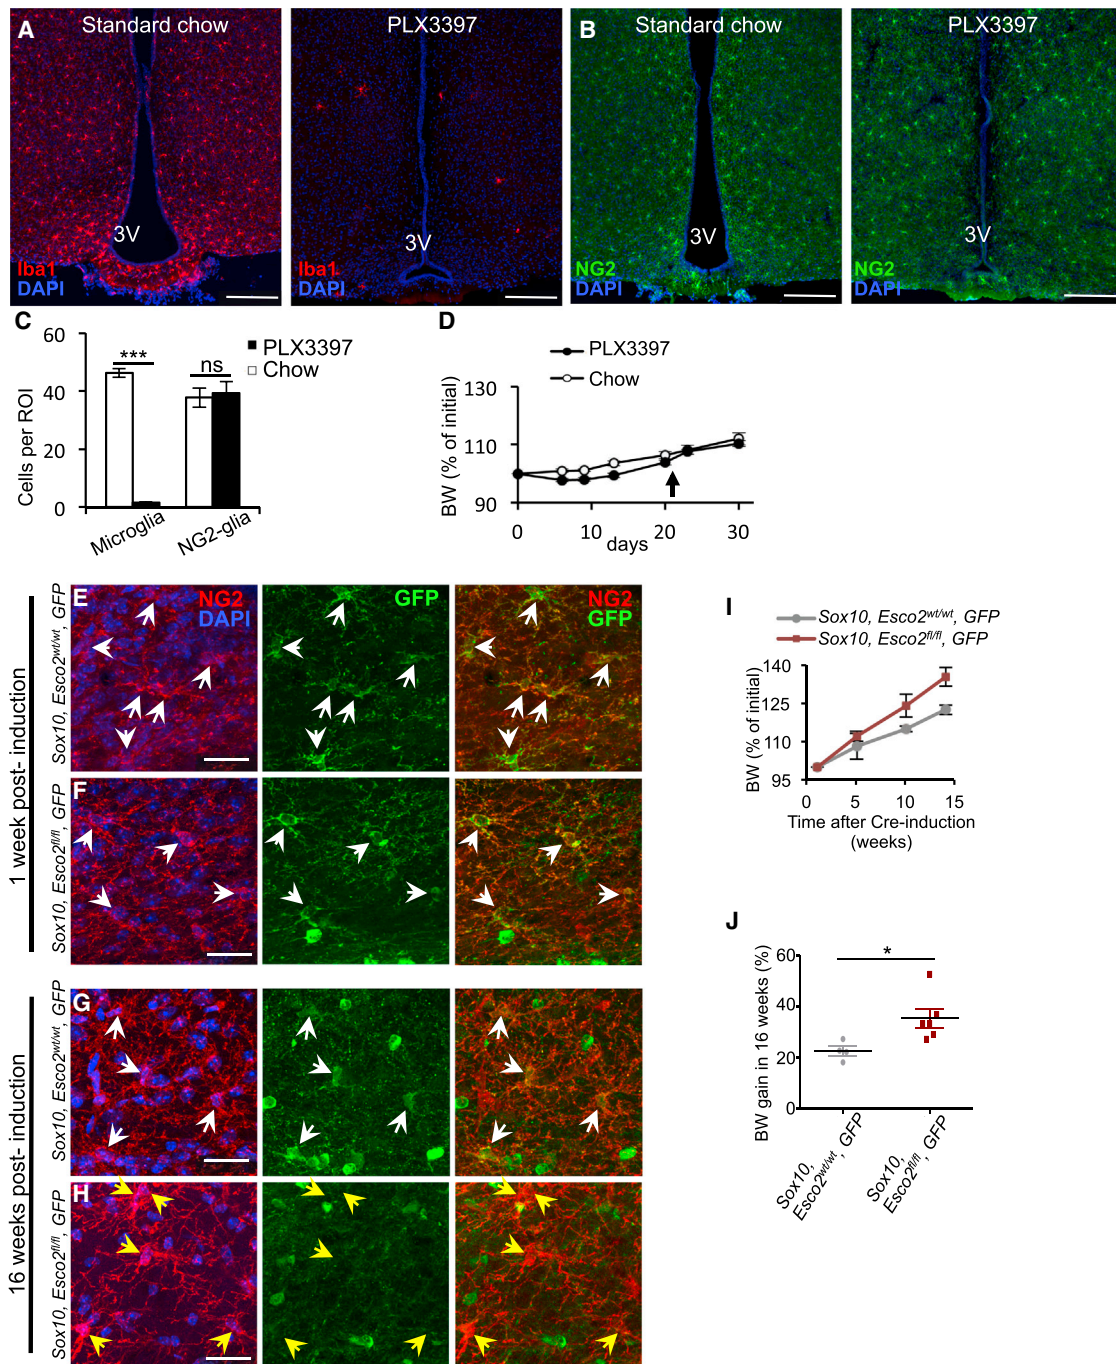 A
Standard chow
3V
Iba1
DAPI
PLX3397
3V
Iba1
DAPI
B
Standard chow
3V
NG2
DAPI
PLX3397
3V
NG2
DAPI
C
60
40
20
0
Cells per ROI
***
ns
PLX3397
Chow
Microglia
NG2-glia
D
PLX3397
Chow
130
110
90
BW (% of initial)
0
10
20
30
days
1 week post- induction
Sox10, Esco2wt/wt, GFP
E
NG2
DAPI
GFP
NG2
GFP
Sox10, Esco2fl/fl, GFP
F
16 weeks post- induction
Sox10, Esco2wt/wt, GFP
G
Sox10, Esco2fl/fl, GFP
H
I
Sox10, Esco2wt/wt, GFP
Sox10, Esco2fl/fl, GFP
140
125
110
95
BW (% of initial)
0
5
10
15
Time after Cre-induction
(weeks)
J
60
40
20
0
BW gain in 16 weeks (%)
*
Sox10,
Esco2wt/wt, GFP
Sox10,
Esco2fl/fl, GFP